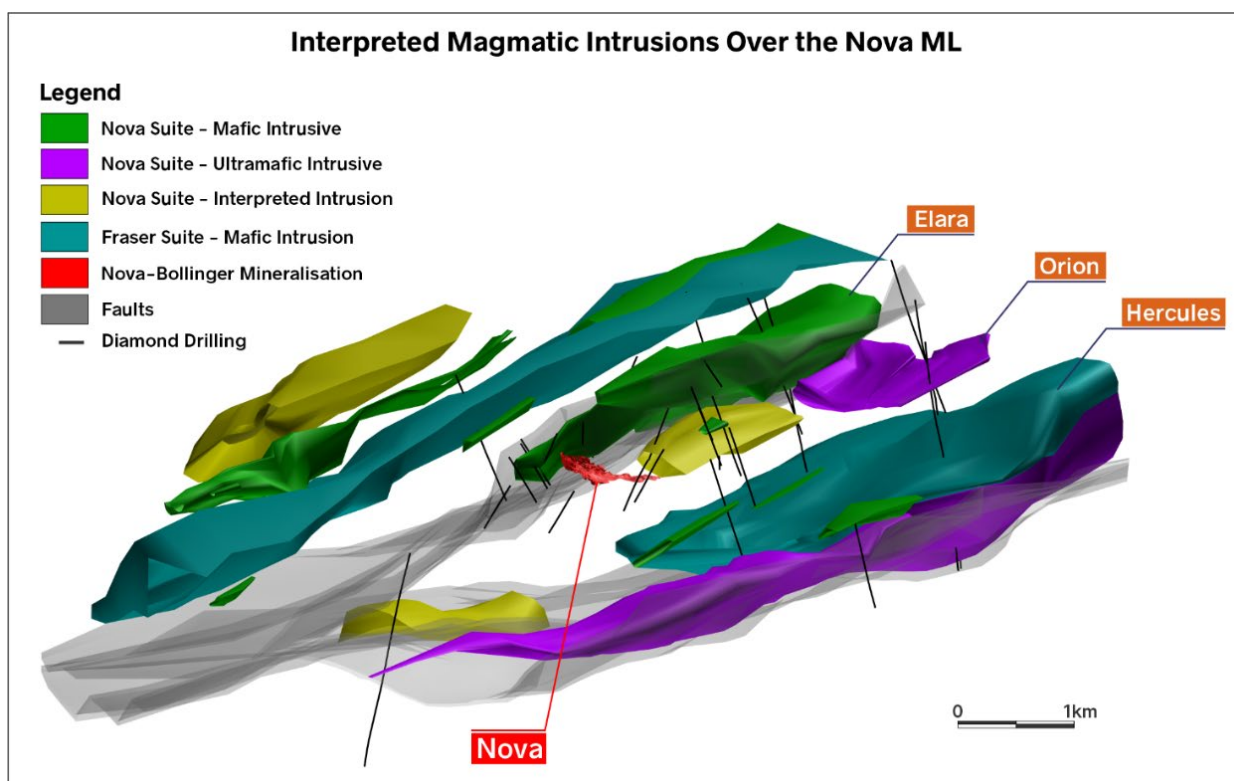 Interpreted Magmatic Intrusions Over the Nova ML
Legend
Nova Suite - Mafic Intrusive
Nova Suite - Ultramafic Intrusive
Nova Suite - Interpreted Intrusion
Fraser Suite - Mafic Intrusion
Nova-Bollinger Mineralisation
Faults
Diamond Drilling
Elara
Orion
Hercules
Nova
0 1km